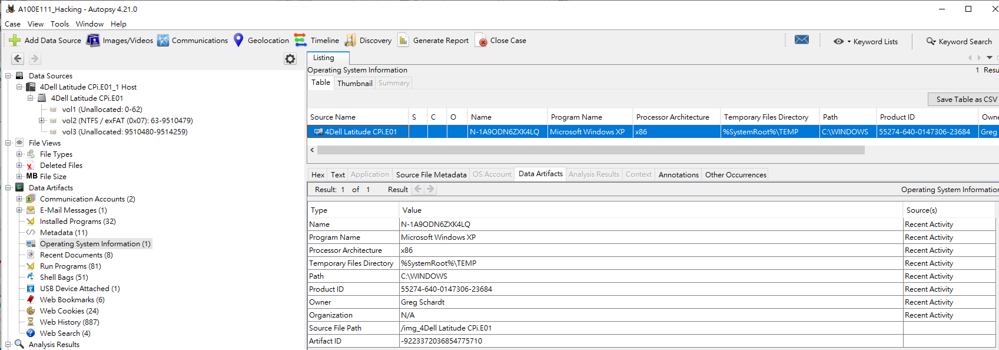 A100E111_Hacking - Autopsy 4.21.0
Case View Tools Window Help
Add Data Source Images/Videos Communications Geolocation Timeline Discovery Generate Report Close Case Keyword Lists Keyword Search
Data Sources
4Dell Latitude CPi.E01_1 Host
4Dell Latitude CPi.E01
vol1 (Unallocated: 0-62)
vol2 (NTFS / exFAT (0x07): 63-9510479)
vol3 (Unallocated: 9510480-9514259)
File Views
File Types
Deleted Files
MB File Size
Data Artifacts
Communication Accounts (2)
E-Mail Messages (1)
Installed Programs (32)
Metadata (11)
Operating System Information (1)
Recent Documents (8)
Run Programs (81)
Shell Bags (51)
USB Device Attached (1)
Web Bookmarks (6)
Web Cookies (24)
Web History (887)
Web Search (4)
Analysis Results
Listing
Operating System Information 1 Resu
Table Thumbnail Summary
Save Table as CSV
Source Name S C O Name Program Name Processor Architecture Temporary Files Directory Path Product ID Owne
4Dell Latitude CPi.E01 N-1A9ODN6ZXK4LQ Microsoft Windows XP x86 %SystemRoot%\TEMP C:\WINDOWS 55274-640-0147306-23684 Greg
Hex Text Application Source File Metadata OS Account Data Artifacts Analysis Results Context Annotations Other Occurrences
Result: 1 of 1 Result Operating System Information
Type Value Source(s)
Name N-1A9ODN6ZXK4LQ Recent Activity
Program Name Microsoft Windows XP Recent Activity
Processor Architecture x86 Recent Activity
Temporary Files Directory %SystemRoot%\TEMP Recent Activity
Path C:\WINDOWS Recent Activity
Product ID 55274-640-0147306-23684 Recent Activity
Owner Greg Schardt Recent Activity
Organization N/A Recent Activity
Source File Path /img_4Dell Latitude CPi.E01
Artifact ID -9223372036854775710